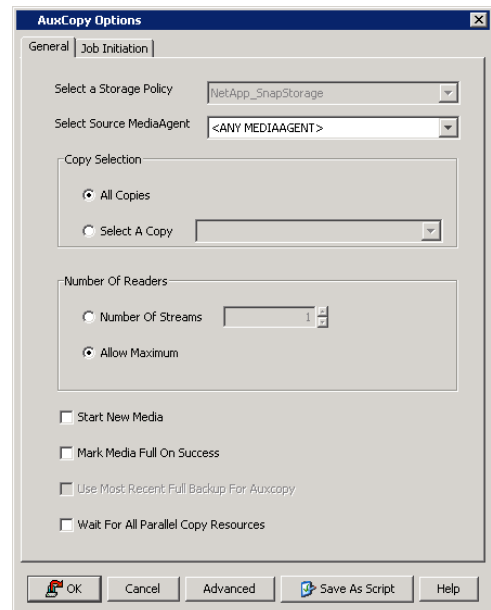 AuxCopy Options
General Job Initiation
Select a Storage Policy NetApp_SnapStorage
Select Source MediaAgent <ANY MEDIAAGENT>
Copy Selection
All Copies
Select A Copy
Number Of Readers
Number Of Streams 1
Allow Maximum
Start New Media
Mark Media Full On Success
Use Most Recent Full Backup For Auxcopy
Wait For All Parallel Copy Resources
OK Cancel Advanced Save As Script Help